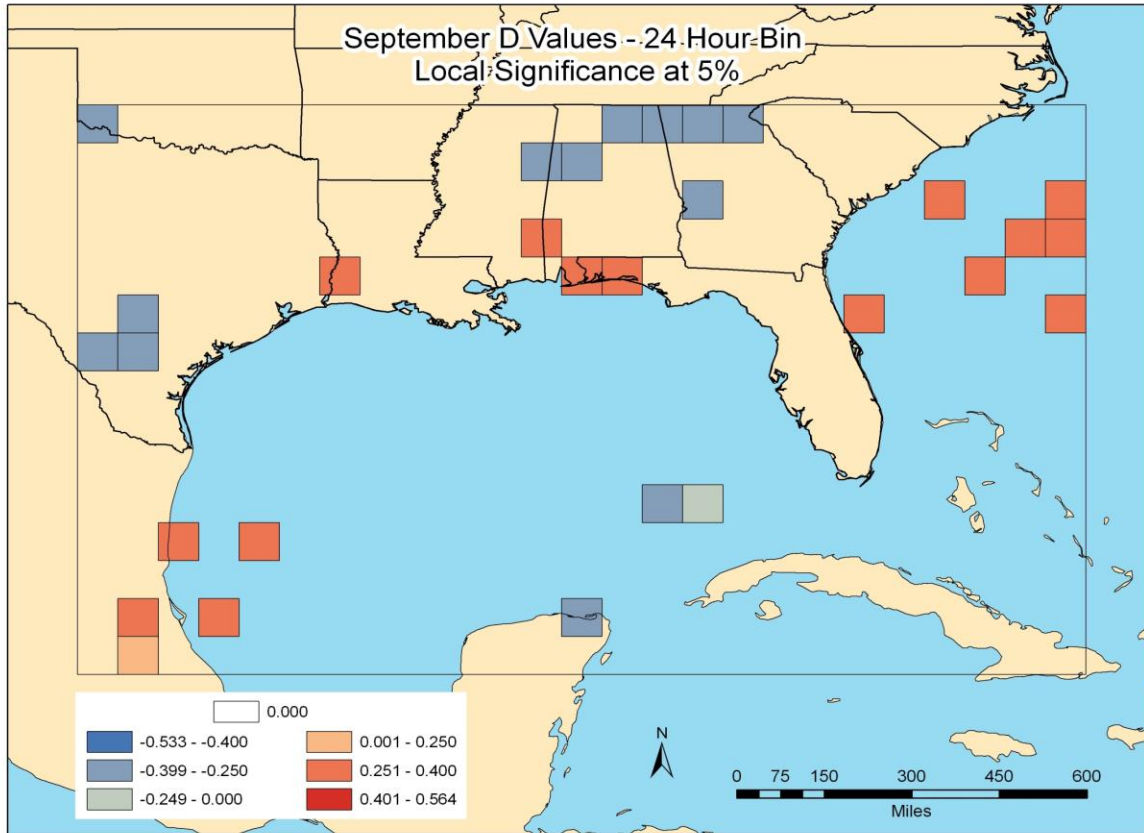 September D Values - 24 Hour Bin
Local Significance at 5%
0.000
-0.533 - -0.400
0.001 - 0.250
-0.399 - -0.250
0.251 - 0.400
-0.249 - 0.000
0.401 - 0.564
N
0 75 150 300 450 600
Miles